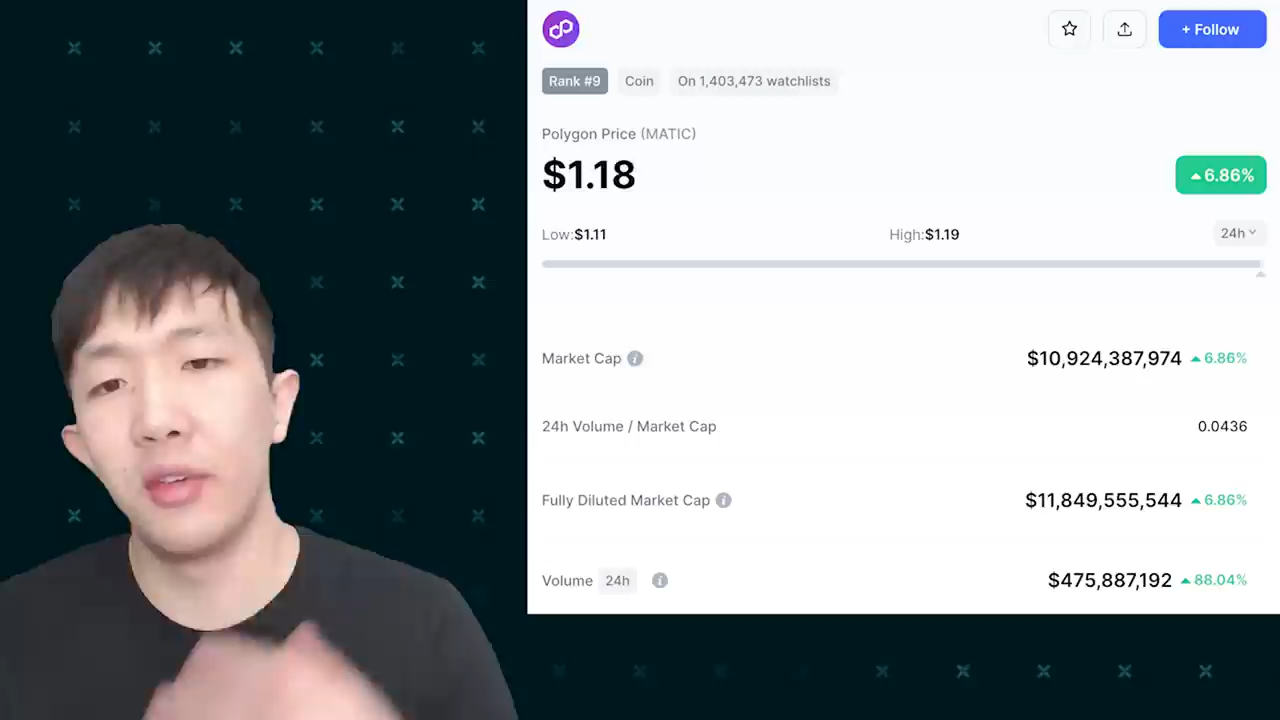 + Follow
Rank #9 Coin On 1,403,473 watchlists
Polygon Price (MATIC)
$1.18 6.86%
Low:$1.11 High:$1.19 24h
Market Cap $10,924,387,974 6.86%
24h Volume / Market Cap 0.0436
Fully Diluted Market Cap $11,849,555,544 6.86%
Volume 24h $475,887,192 88.04%